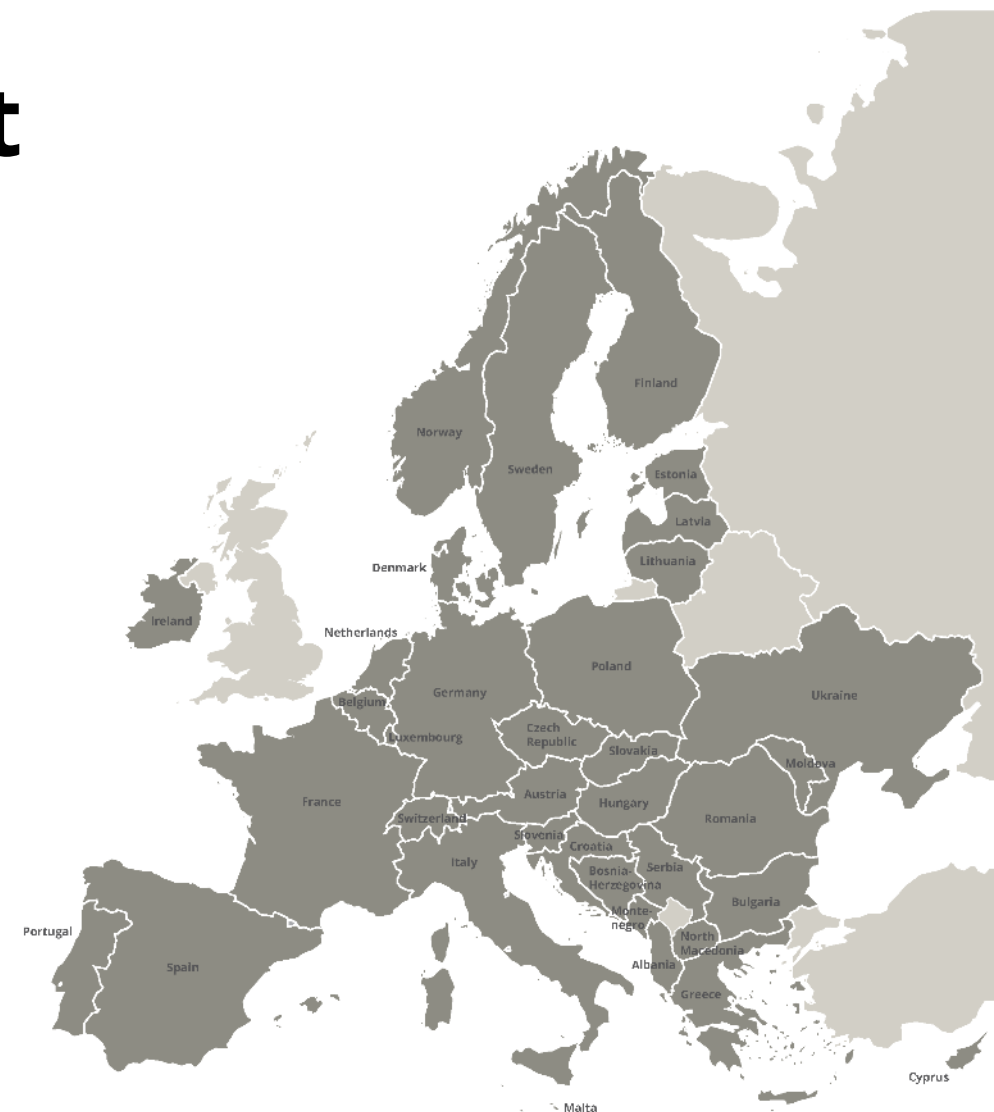 t
Finland
Norway
Sweden
Estonia
Latvia
Denmark
Lithuania
Ireland
Netherlands
Poland
Germany
Ukraine
Belgium
Czech
Republic
Luxembourg
Slovakia
Moldova
Austria
France
Hungary
Switzerland
Romania
Slovenia
Croatia
Italy
Serbia
Bosnia-
Herzegovina
Bulgaria
Monte-
negro
Portugal
North
Macedonia
Albania
Spain
Greece
Cyprus
Malta